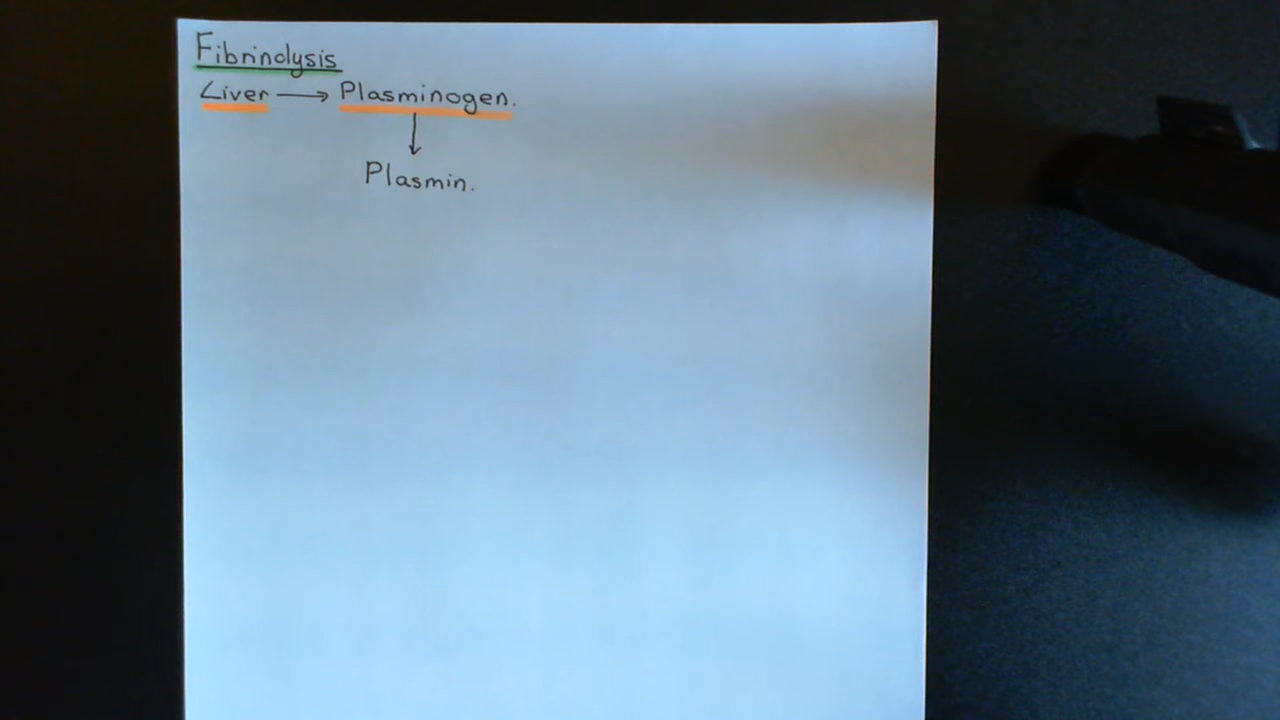 Fibrinolysis
Liver → Plasminogen.
↓
Plasmin.